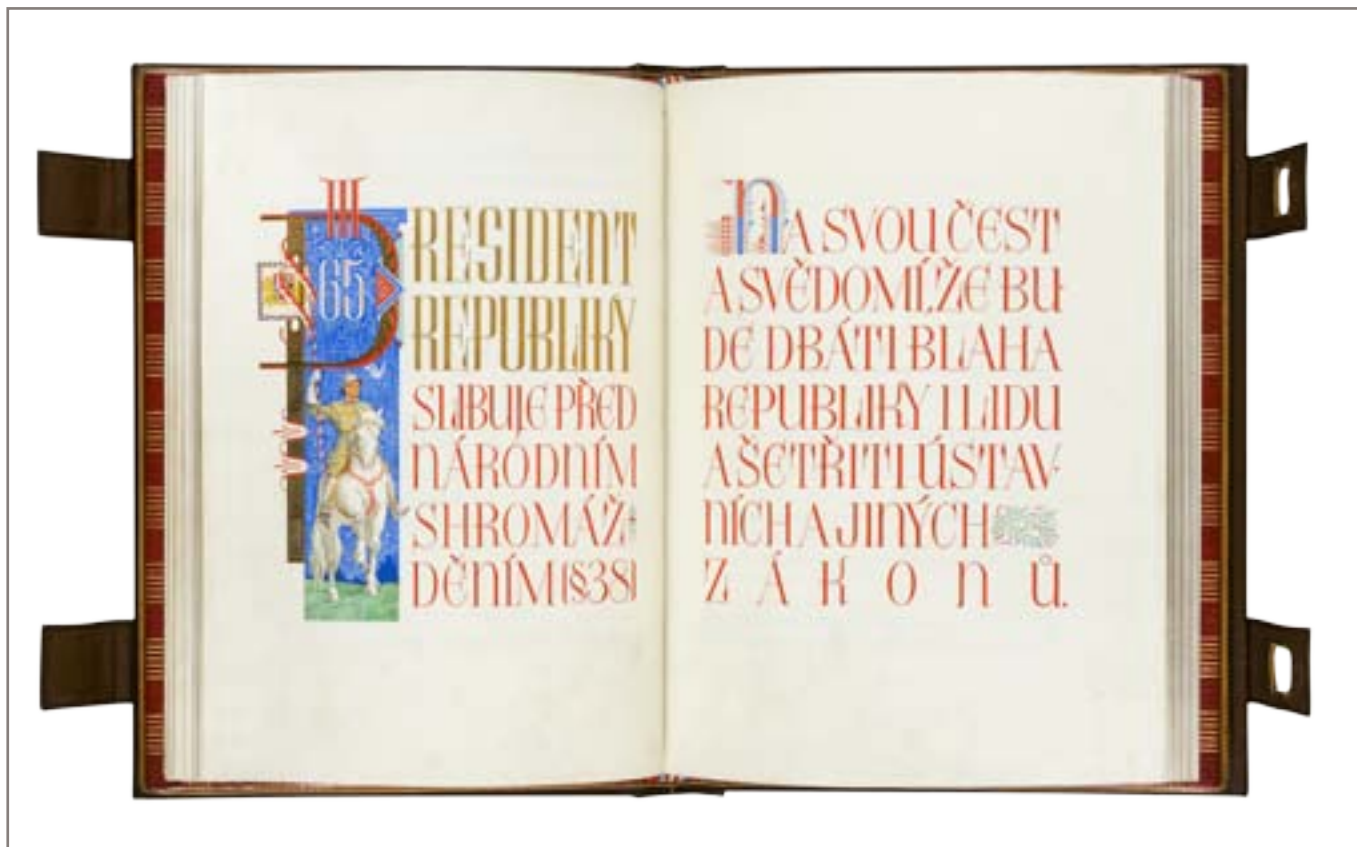 65
PRESIDENT
REPUBLIKY
SLIBUJE PŘED
NÁRODNÍM
SHROMÁŽ-
DĚNÍM (§38)
NA SVOU ČEST
A SVĚDOMÍ, ŽE BU-
DE DBÁTI BLAHA
REPUBLIKY I LIDU
A ŠETŘITI ÚSTAV-
NÍCH A JINÝCH
ZÁKONŮ.